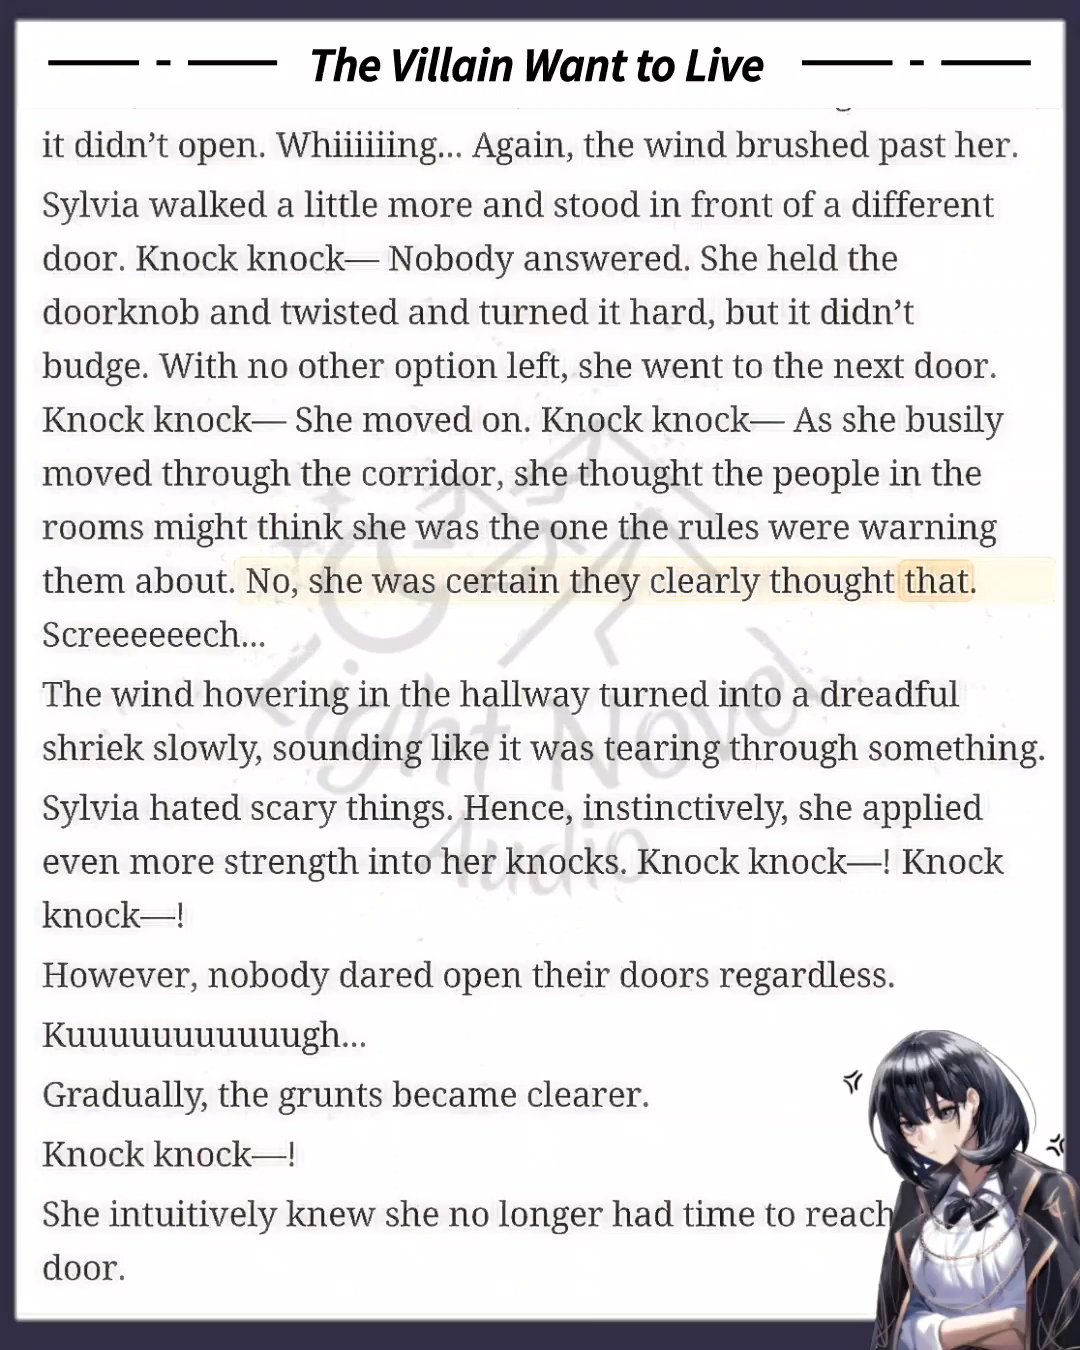 The Villain Want to Live
it didn’t open. Whiiiiiing... Again, the wind brushed past her.
Sylvia walked a little more and stood in front of a different
door. Knock knock— Nobody answered. She held the
doorknob and twisted and turned it hard, but it didn’t
budge. With no other option left, she went to the next door.
Knock knock— She moved on. Knock knock— As she busily
moved through the corridor, she thought the people in the
rooms might think she was the one the rules were warning
them about. No, she was certain they clearly thought that.
Screeeeeech...
The wind hovering in the hallway turned into a dreadful
shriek slowly, sounding like it was tearing through something.
Sylvia hated scary things. Hence, instinctively, she applied
even more strength into her knocks. Knock knock—! Knock
knock—!
However, nobody dared open their doors regardless.
Kuuuuuuuuuuugh...
Gradually, the grunts became clearer.
Knock knock—!
She intuitively knew she no longer had time to reach
door.
Light Novel
Audio